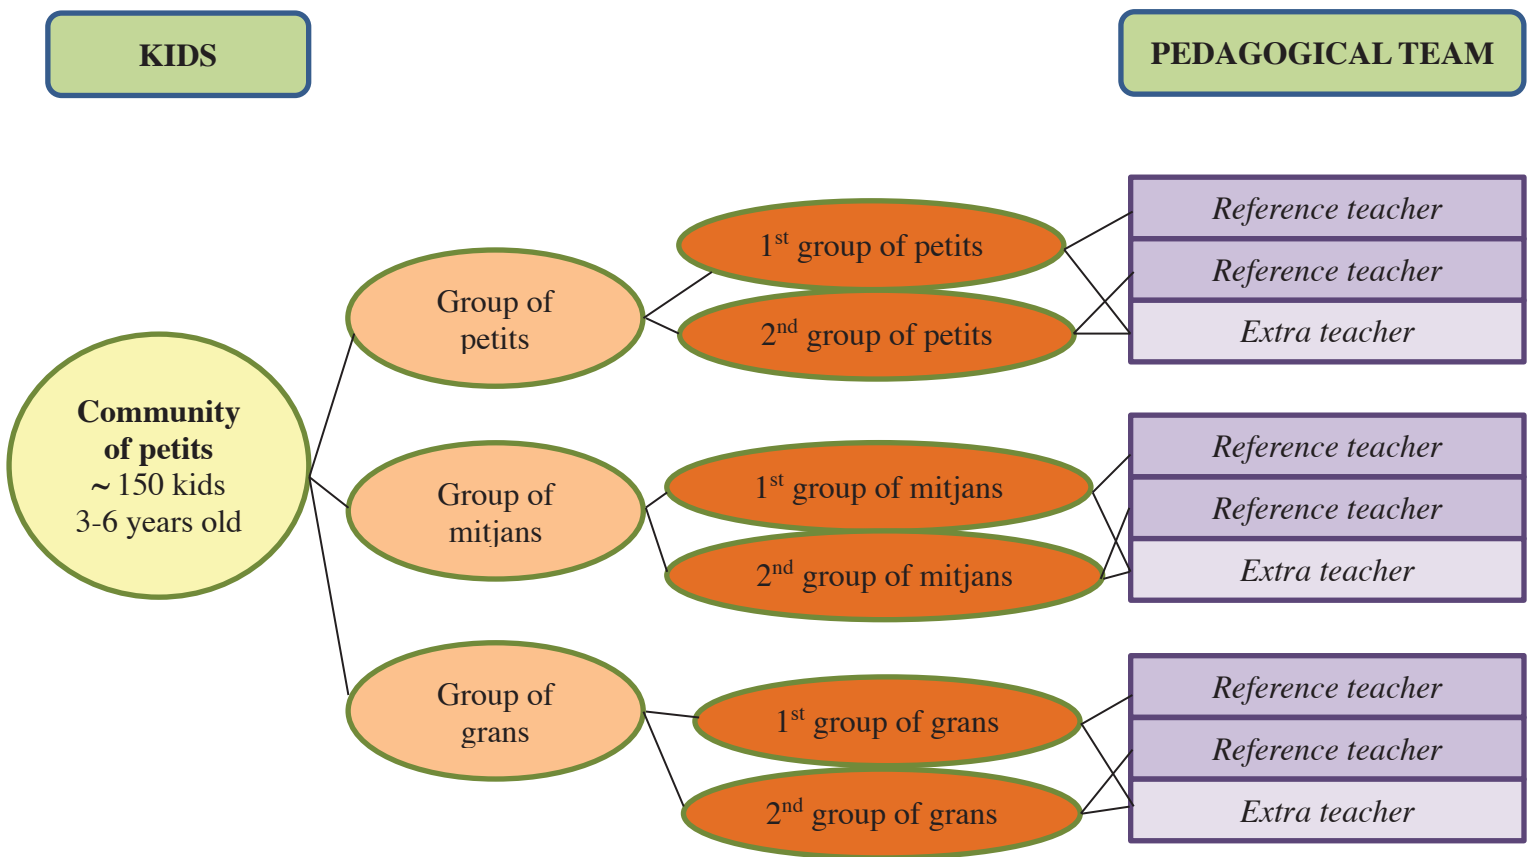 KIDS
PEDAGOGICAL TEAM
Community
of petits
~ 150 kids
3-6 years old
Group of
petits
1st group of petits
2nd group of petits
Reference teacher
Reference teacher
Extra teacher
Group of
mitjans
1st group of mitjans
2nd group of mitjans
Reference teacher
Reference teacher
Extra teacher
Group of
grans
1st group of grans
2nd group of grans
Reference teacher
Reference teacher
Extra teacher